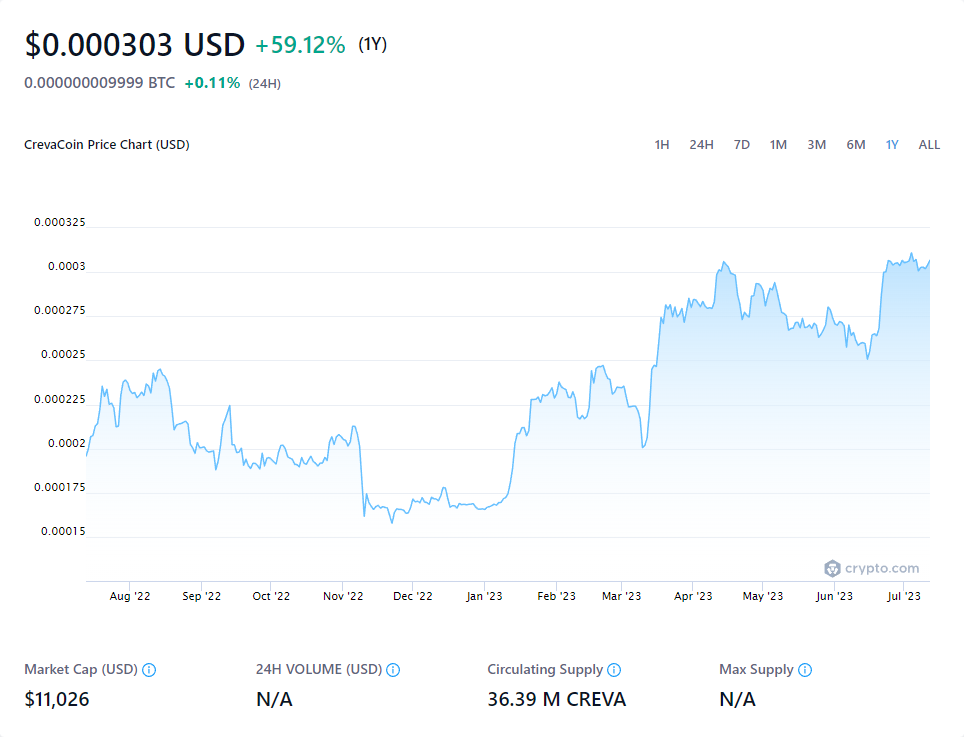 $0.000303 USD +59.12% (1Y)
0.000000009999 BTC +0.11% (24H)
CrevaCoin Price Chart (USD) 1H 24H 7D 1M 3M 6M 1Y ALL
0.000325
0.0003
0.000275
0.00025
0.000225
0.0002
0.000175
0.00015
crypto.com
Aug '22 Sep '22 Oct '22 Nov '22 Dec '22 Jan '23 Feb '23 Mar '23 Apr '23 May '23 Jun '23 Jul '23
Market Cap (USD) 24H VOLUME (USD) Circulating Supply Max Supply
$11,026 N/A 36.39 M CREVA N/A